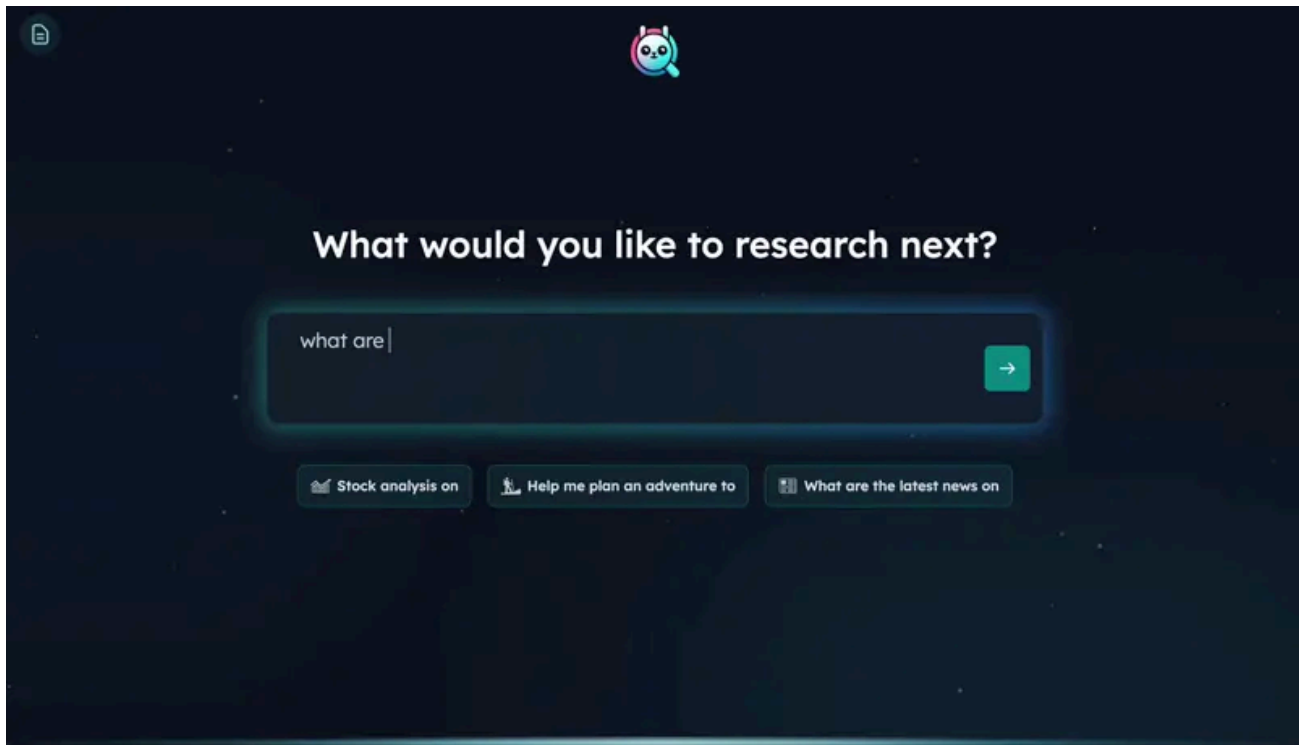 What would you like to research next?
what are
Stock analysis on
Help me plan an adventure to
What are the latest news on